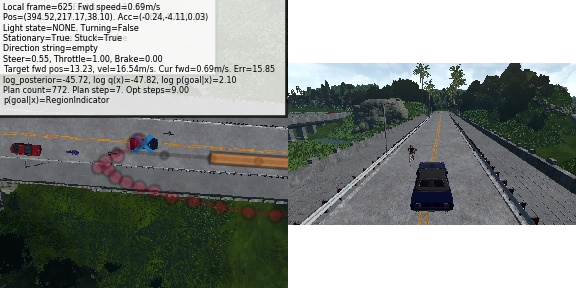 Local frame=625: Fwd speed=0.69m/s
Pos=(394.52,217.17,38.10). Acc=(-0.24,-4.11,0.03)
Light state=NONE. Turning=False
Stationary=True. Stuck=True
Direction string=empty
Steer=0.55, Throttle=1.00, Brake=0.00
Target fwd pos=13.23, vel=16.54m/s. Cur fwd=0.69m/s. Err=15.85
log_posterior=-45.72, log q(x)=-47.82, log p(goal|x)=2.10
Plan count=772. Plan step=7. Opt steps=9.00
p(goal|x)=RegionIndicator